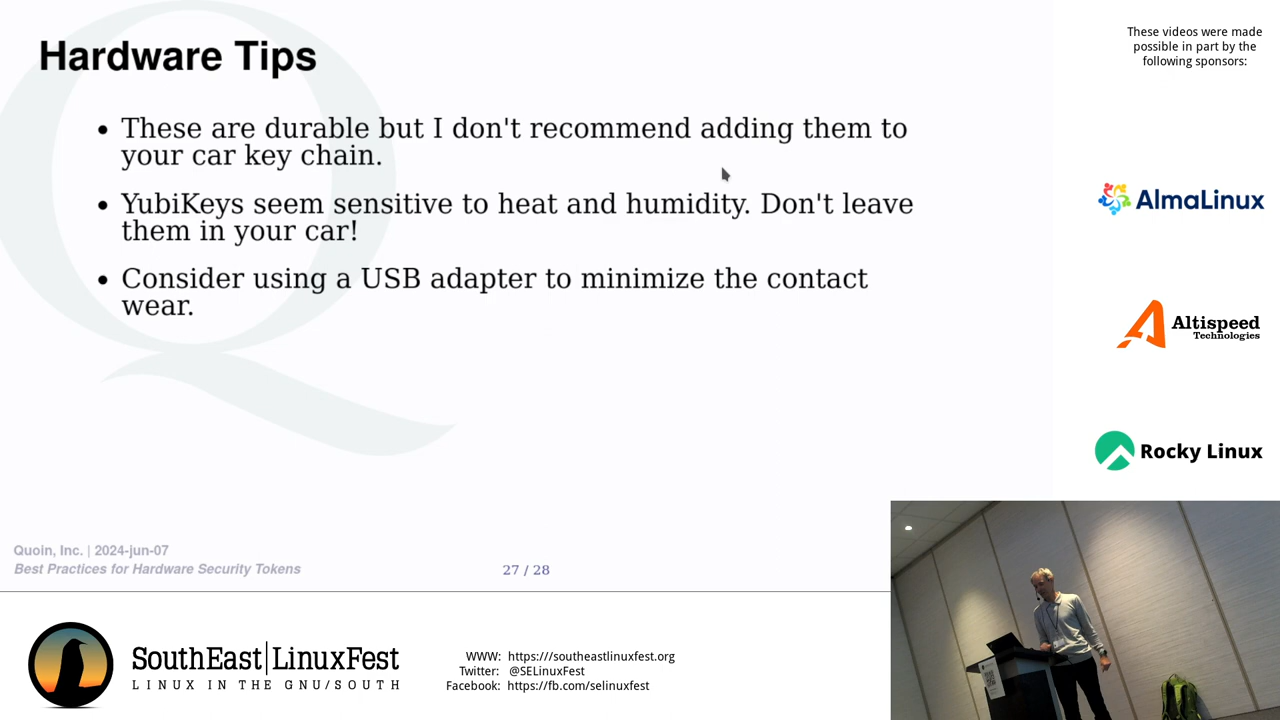 Hardware Tips
These are durable but I don't recommend adding them to
your car key chain.
YubiKeys seem sensitive to heat and humidity. Don't leave
them in your car!
Consider using a USB adapter to minimize the contact
wear.
Quoin, Inc. | 2024-jun-07
Best Practices for Hardware Security Tokens
27 / 28
These videos were made
possible in part by the
following sponsors:
AlmaLinux
Altispeed
Technologies
Rocky Linux
SouthEast|LinuxFest
LINUX IN THE GNU/SOUTH
WWW: https:///southeastlinuxfest.org
Twitter: @SELinuxFest
Facebook: https://fb.com/selinuxfest